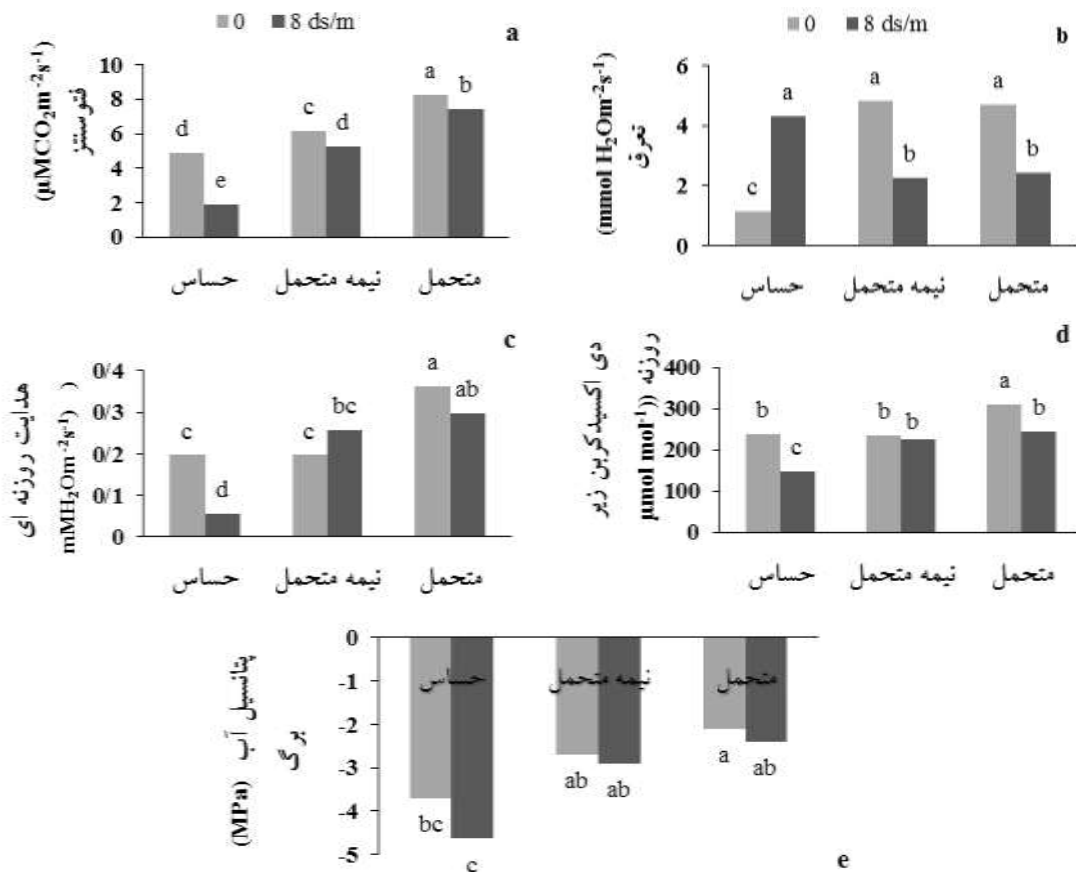 0 8 ds/m
a
فتوسنتز
(µMCO₂m⁻²s⁻¹)
10
8
6
4
2
0
d e c d a b
حساس نیمه متحمل متحمل
0 8 ds/m
b
تعرق
(mmol H₂Om⁻²s⁻¹)
6
4
2
0
c a a b a b
حساس نیمه متحمل متحمل
c
هدایت روزنه ای
mMH₂Om⁻²s⁻¹) )
0/4
0/3
0/2
0/1
0
c d c bc a ab
حساس نیمه متحمل متحمل
d
دی اکسیدکربن زیر
روزنه ((µmol mol⁻¹)
400
300
200
100
0
b c b b a b
حساس نیمه متحمل متحمل
پتانسیل آب
برگ
(MPa)
0
-1
-2
-3
-4
-5
حساس نیمه متحمل متحمل
bc c ab ab a ab
e